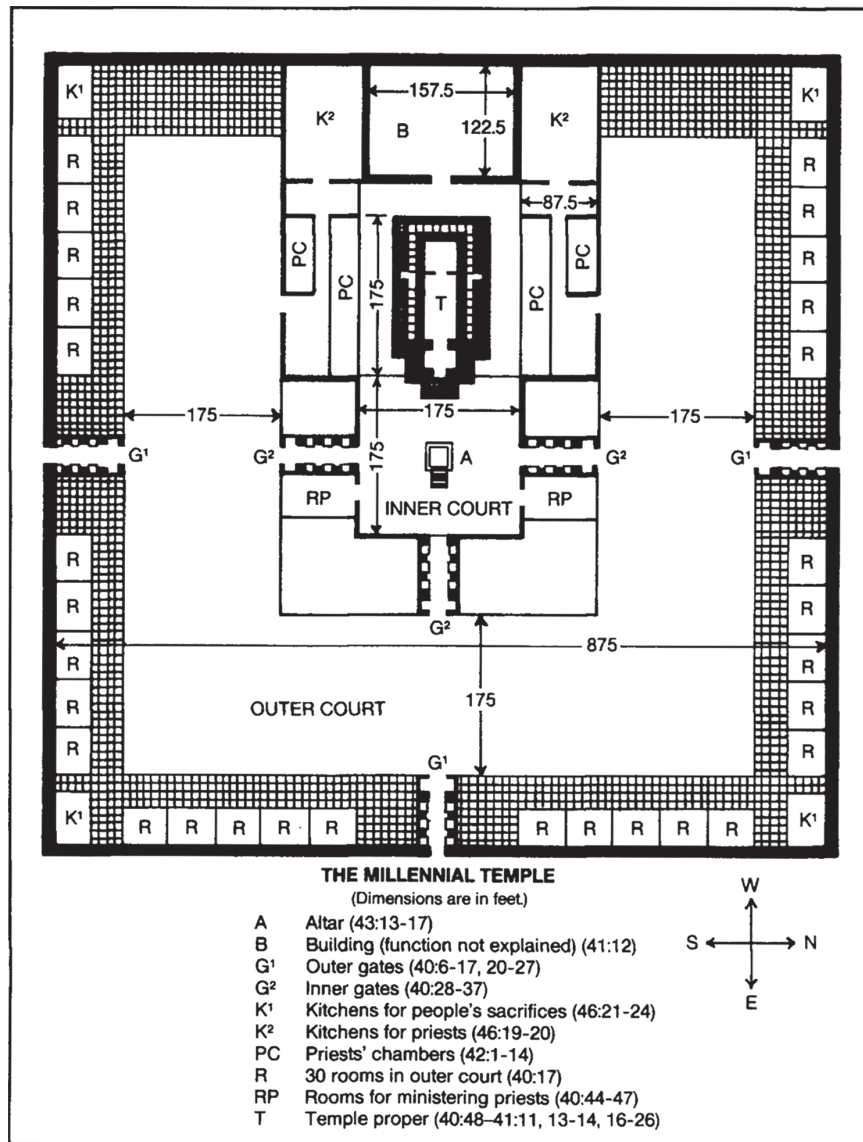 K¹ K² 157.5 K² K¹
B 122.5
R R
R 87.5 R
R PC PC R
PC 175 PC
R T R
R R
175 175 175
G¹ G² 175 A G² G¹
RP INNER COURT RP
R R
R G² R
R 875 R
R 175 R
OUTER COURT
R R
G¹
K¹ R R R R R R R R R R K¹
THE MILLENNIAL TEMPLE
(Dimensions are in feet.)
A Altar (43:13-17)
B Building (function not explained) (41:12)
G¹ Outer gates (40:6-17, 20-27)
G² Inner gates (40:28-37)
K¹ Kitchens for people's sacrifices (46:21-24)
K² Kitchens for priests (46:19-20)
PC Priests' chambers (42:1-14)
R 30 rooms in outer court (40:17)
RP Rooms for ministering priests (40:44-47)
T Temple proper (40:48–41:11, 13-14, 16-26)
W
S N
E